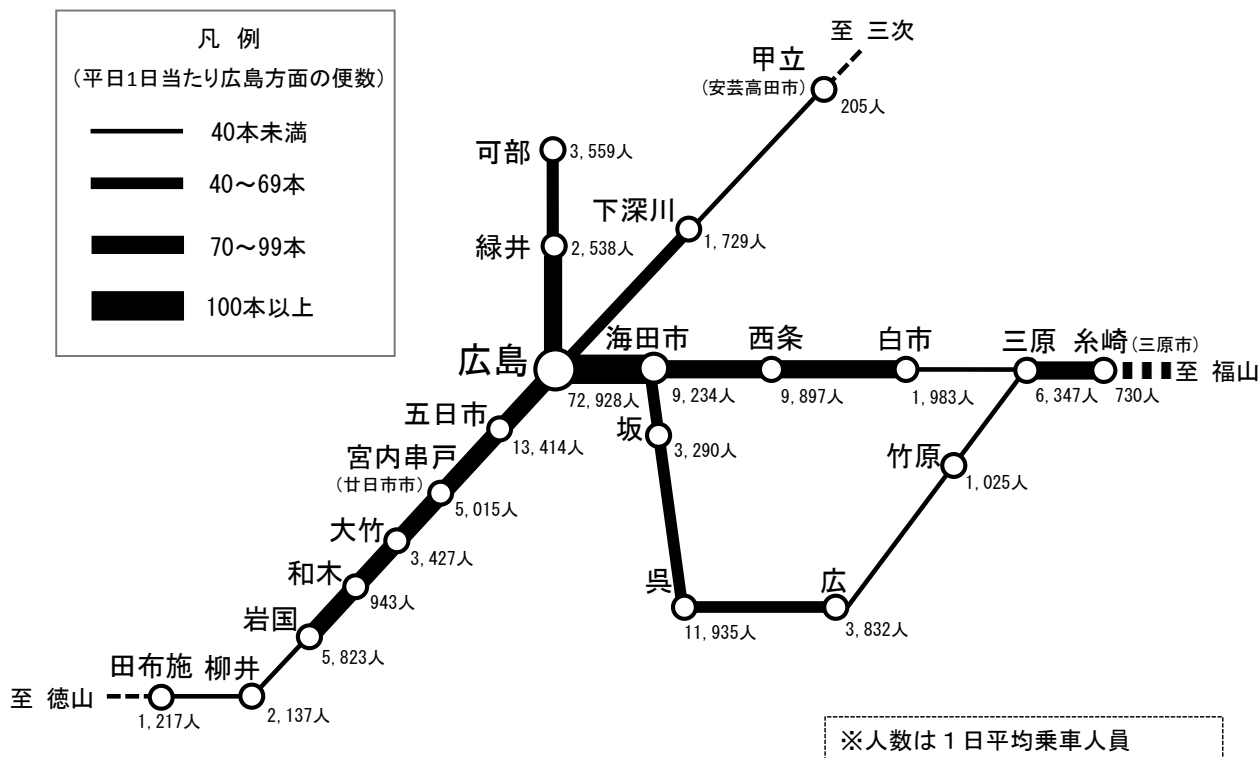 凡 例
(平日1日当たり広島方面の便数)
40本未満
40～69本
70～99本
100本以上
至 三次
甲立
(安芸高田市)
205人
可部
3,559人
下深川
1,729人
緑井
2,538人
広島
72,928人
海田市
9,234人
西条
9,897人
白市
1,983人
三原
6,347人
糸崎(三原市)
730人
至 福山
五日市
13,414人
坂
3,290人
宮内串戸
(廿日市市)
5,015人
竹原
1,025人
大竹
3,427人
和木
943人
呉
11,935人
広
3,832人
岩国
5,823人
田布施
1,217人
柳井
2,137人
至 徳山
※人数は1日平均乗車人員